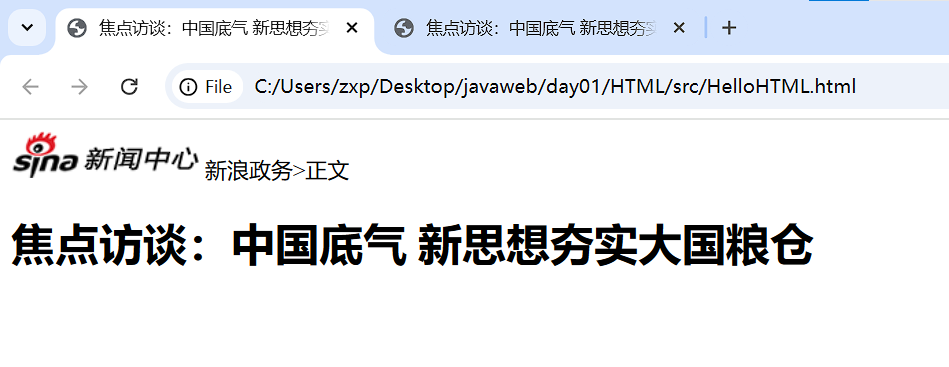 焦点访谈：中国底气 新思想夯实 焦点访谈：中国底气 新思想夯实
File C:/Users/zxp/Desktop/javaweb/day01/HTML/src/HelloHTML.html
sina 新闻中心 新浪政务>正文
焦点访谈：中国底气 新思想夯实大国粮仓